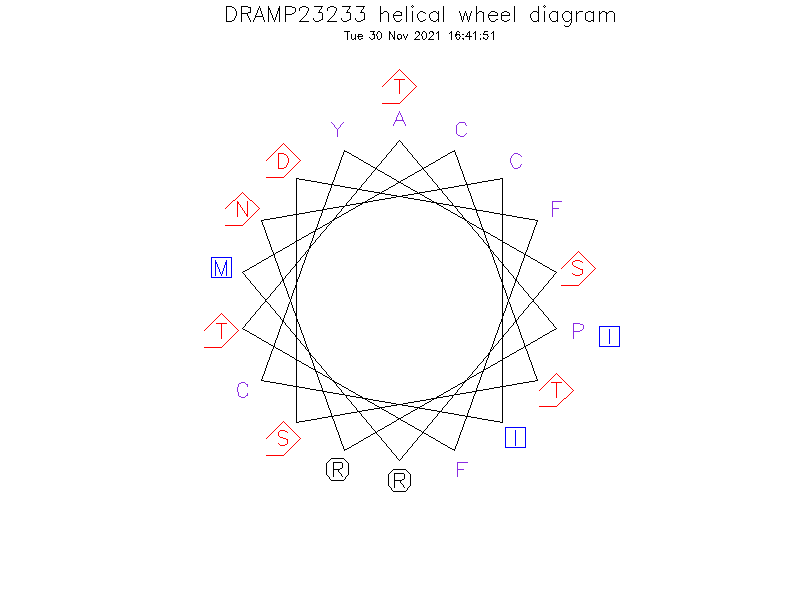 DRAMP23233 helical wheel diagram
Tue 30 Nov 2021 16:41:51
T
Y A C
D C
N F
M S
T P I
C T
S I
R R F